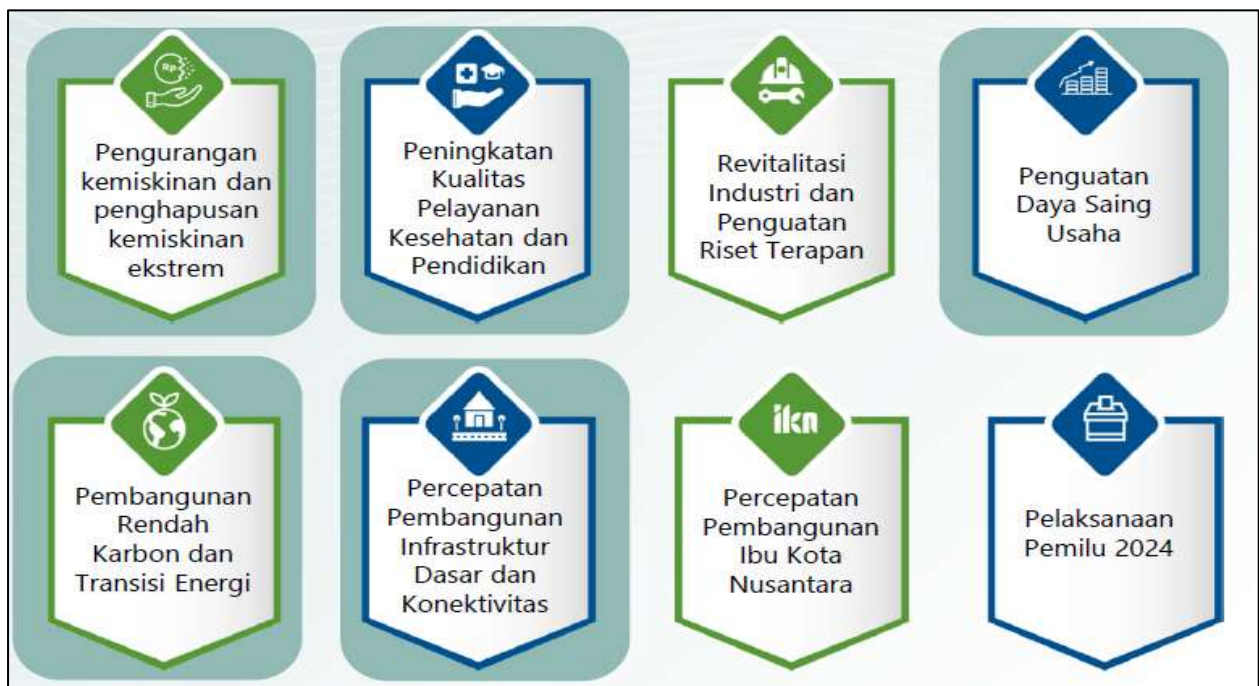 Rp
Pengurangan
kemiskinan dan
penghapusan
kemiskinan
ekstrem
Peningkatan
Kualitas
Pelayanan
Kesehatan dan
Pendidikan
Revitalitasi
Industri dan
Penguatan
Riset Terapan
Penguatan
Daya Saing
Usaha
Pembangunan
Rendah
Karbon dan
Transisi Energi
Percepatan
Pembangunan
Infrastruktur
Dasar dan
Konektivitas
ikn
Percepatan
Pembangunan
Ibu Kota
Nusantara
Pelaksanaan
Pemilu 2024